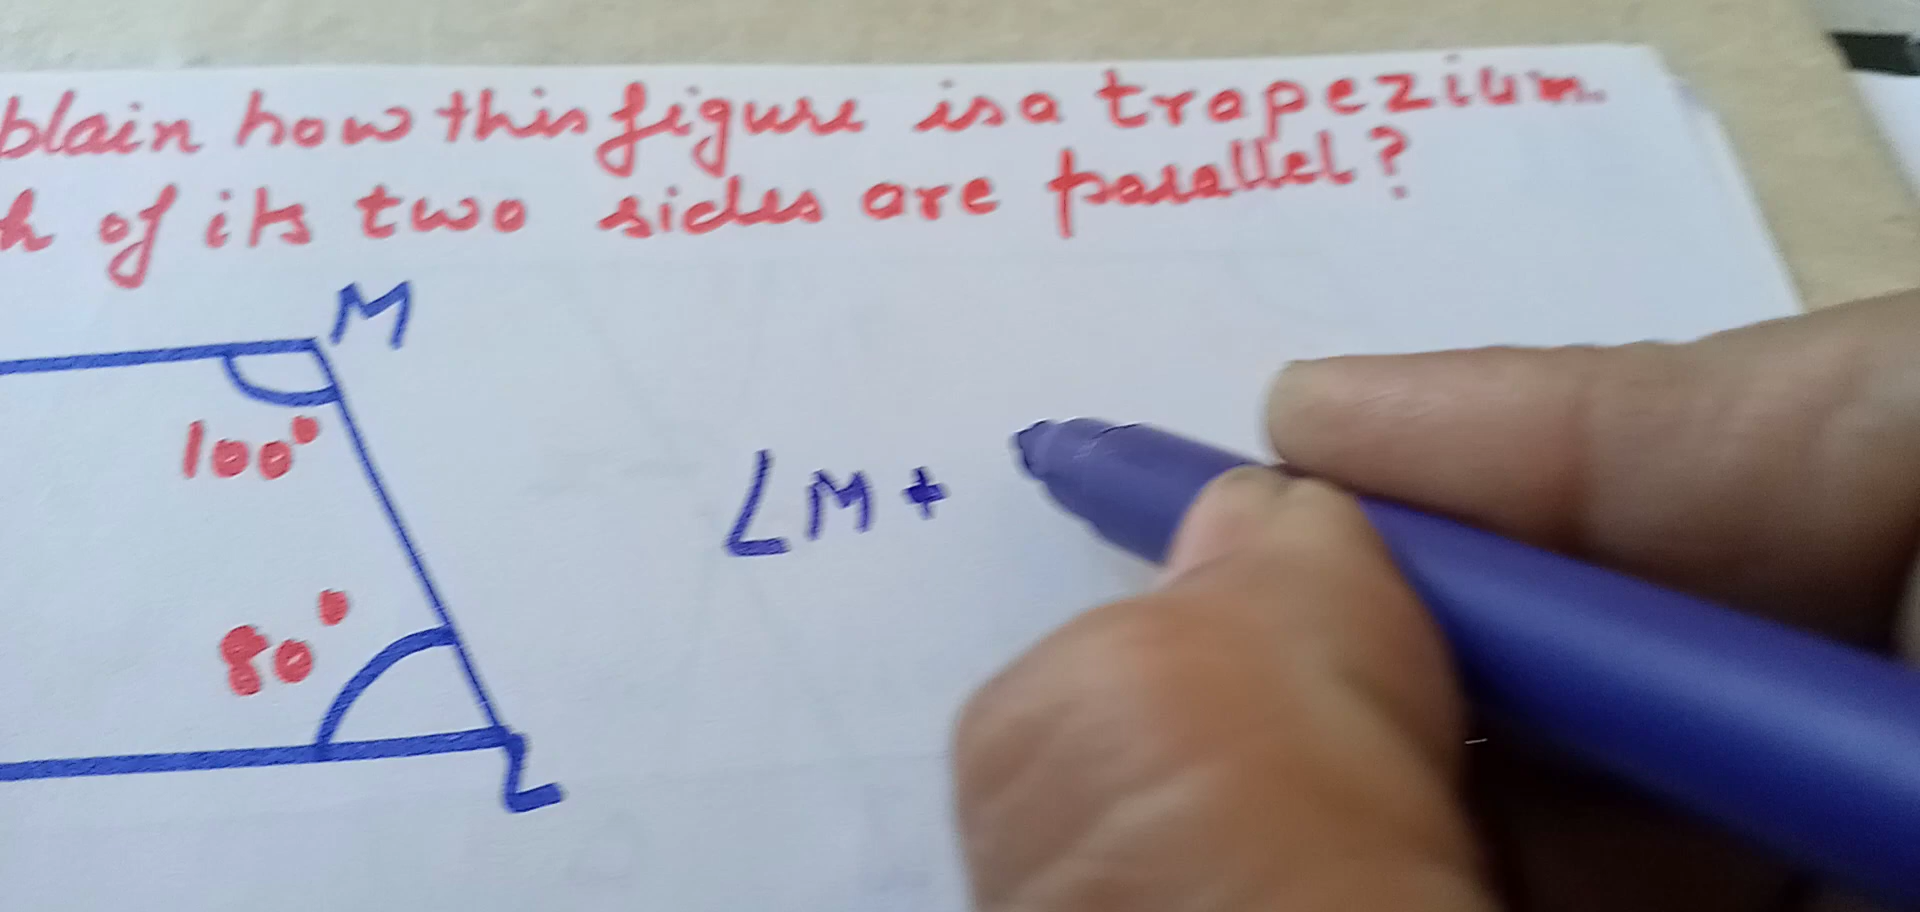 blain how this figure is a trapezium.
h of its two sides are parallel?
M
100°
∠M +
80°
L